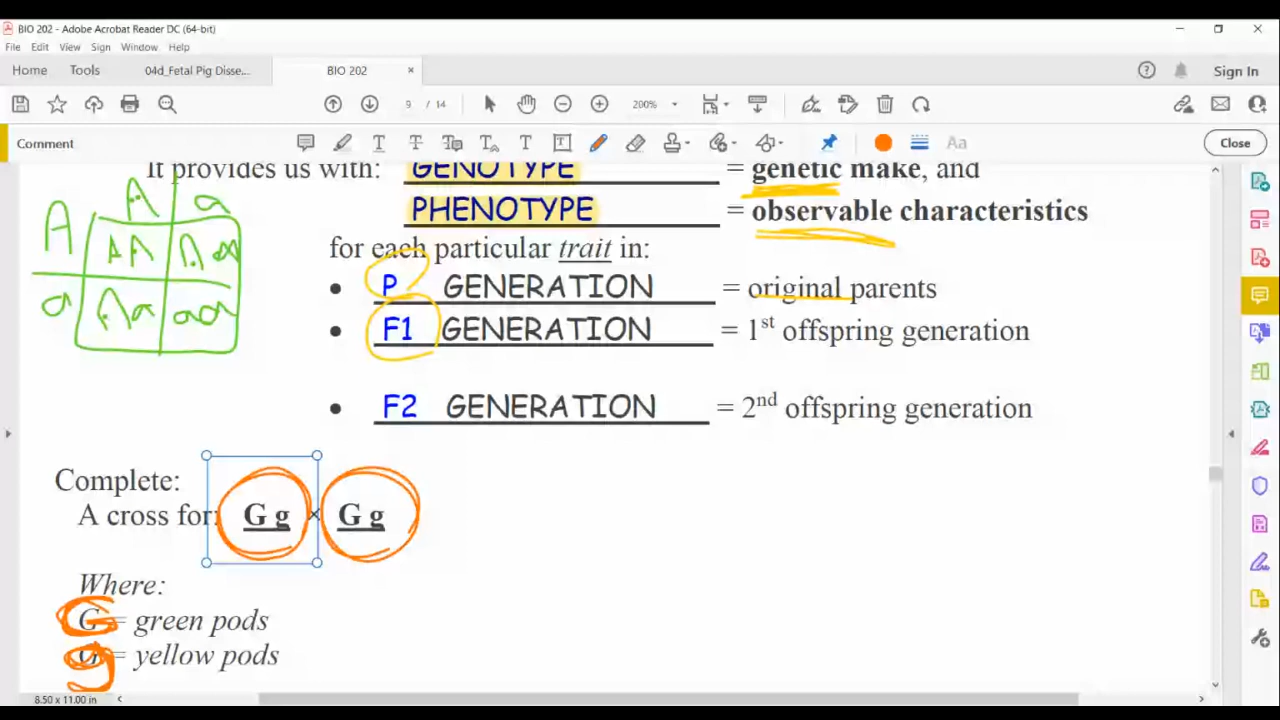 BIO 202 - Adobe Acrobat Reader DC (64-bit)
File Edit View Sign Window Help
Home Tools 04d_Fetal Pig Disse... BIO 202 × Sign In
9 / 14 200%
Comment Close
It provides us with: GENOTYPE = genetic make, and
PHENOTYPE = observable characteristics
for each particular trait in:
• P GENERATION = original parents
• F1 GENERATION = 1st offspring generation
• F2 GENERATION = 2nd offspring generation
A a
A AA Aa
a Aa aa
Complete:
A cross for: G g × G g
Where:
G = green pods
g = yellow pods
8.50 x 11.00 in